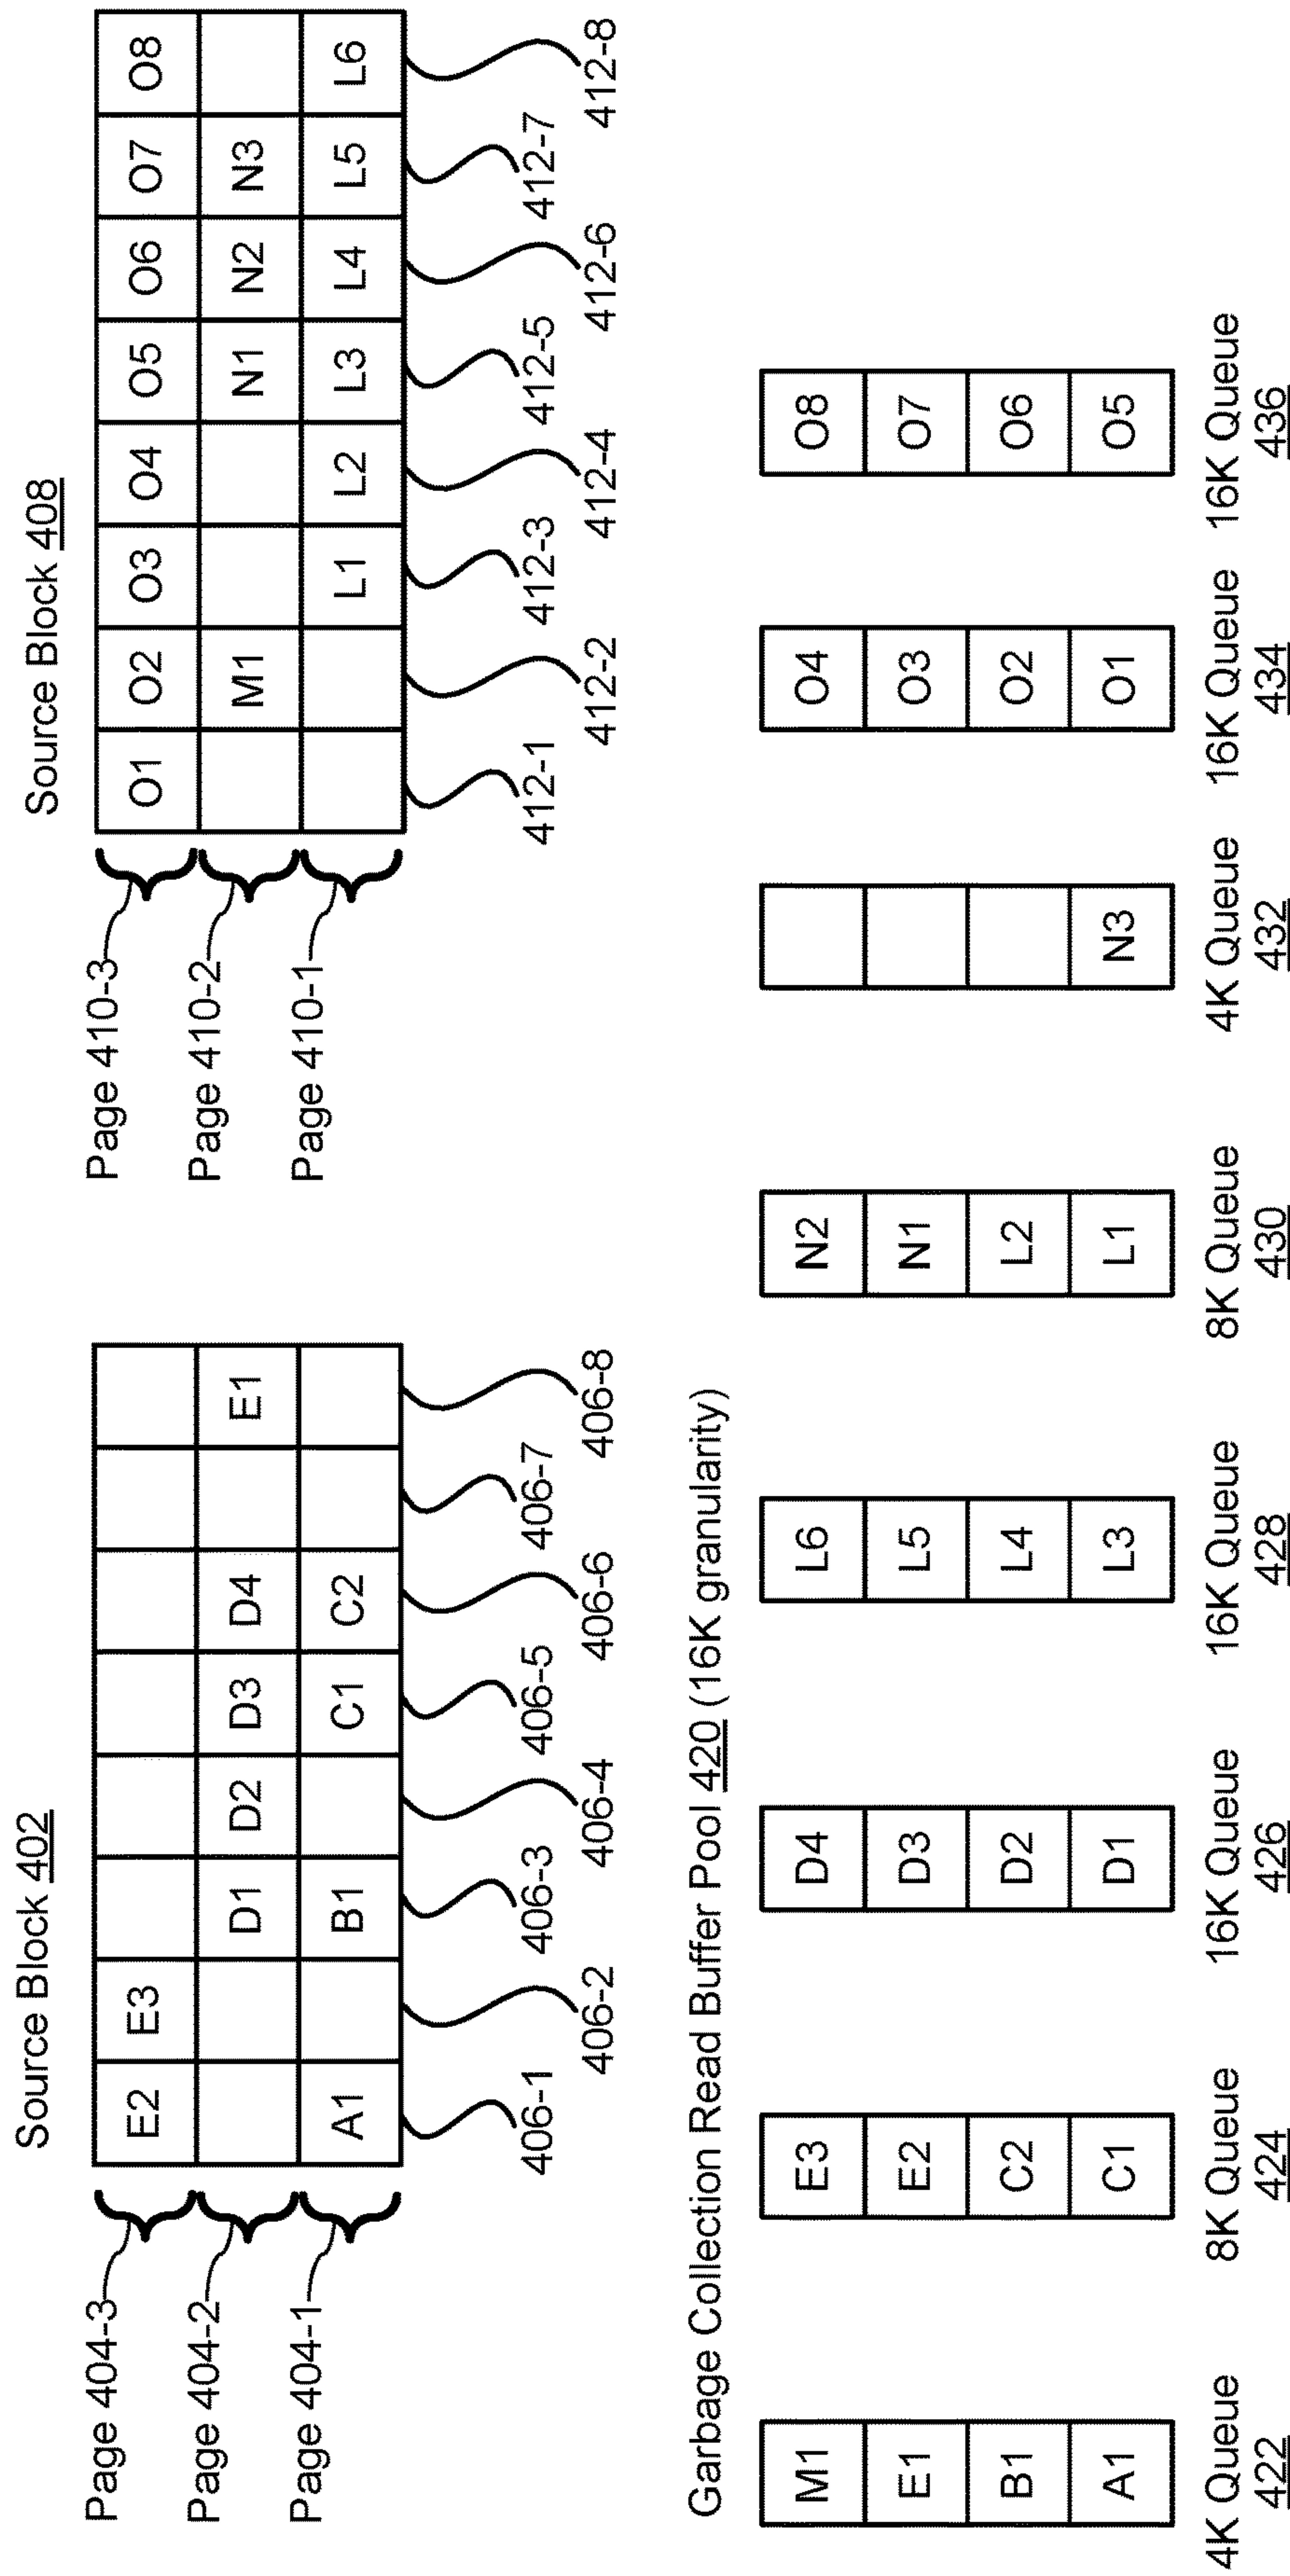 Source Block 402
Page 404-3
E2 E3
Page 404-2
D1 D2 D3 D4 E1
Page 404-1
A1 B1 C1 C2
406-1 406-2 406-3 406-4 406-5 406-6 406-7 406-8
Source Block 408
Page 410-3
O1 O2 O3 O4 O5 O6 O7 O8
Page 410-2
M1 N1 N2 N3
Page 410-1
L1 L2 L3 L4 L5 L6
412-1 412-2 412-3 412-4 412-5 412-6 412-7 412-8
Garbage Collection Read Buffer Pool 420 (16K granularity)
M1 E3 D4 L6 N2 O4 O8
E1 E2 D3 L5 N1 O3 O7
B1 C2 D2 L4 L2 O2 O6
A1 C1 D1 L3 L1 N3 O1 O5
4K Queue 8K Queue 16K Queue 16K Queue 8K Queue 4K Queue 16K Queue 16K Queue
422 424 426 428 430 432 434 436